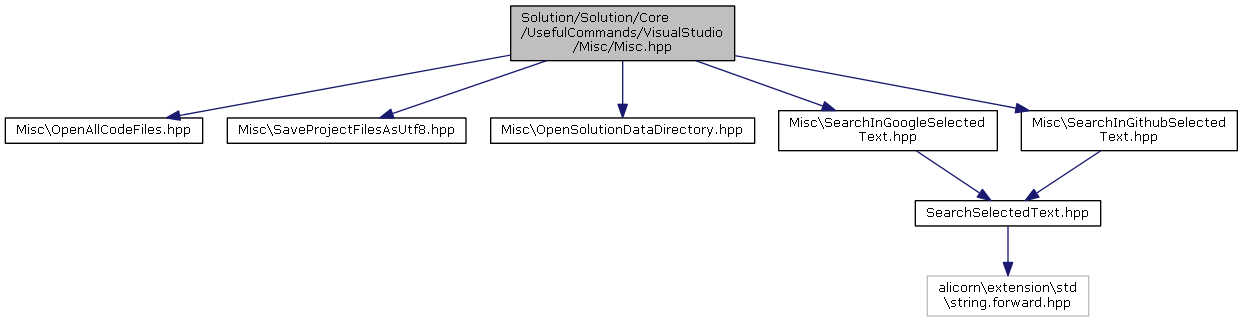 Solution/Solution/Core
/UsefulCommands/VisualStudio
/Misc/Misc.hpp
Misc\OpenAllCodeFiles.hpp
Misc\SaveProjectFilesAsUtf8.hpp
Misc\OpenSolutionDataDirectory.hpp
Misc\SearchInGoogleSelected
Text.hpp
Misc\SearchInGithubSelected
Text.hpp
SearchSelectedText.hpp
alicorn\extension\std
\string.forward.hpp